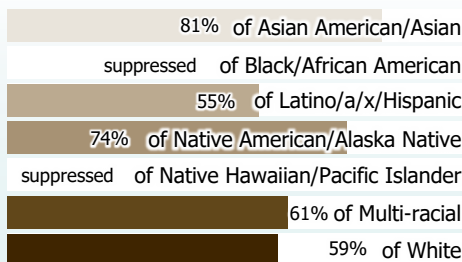 81% of Asian American/Asian
suppressed of Black/African American
55% of Latino/a/x/Hispanic
74% of Native American/Alaska Native
suppressed of Native Hawaiian/Pacific Islander
61% of Multi-racial
59% of White